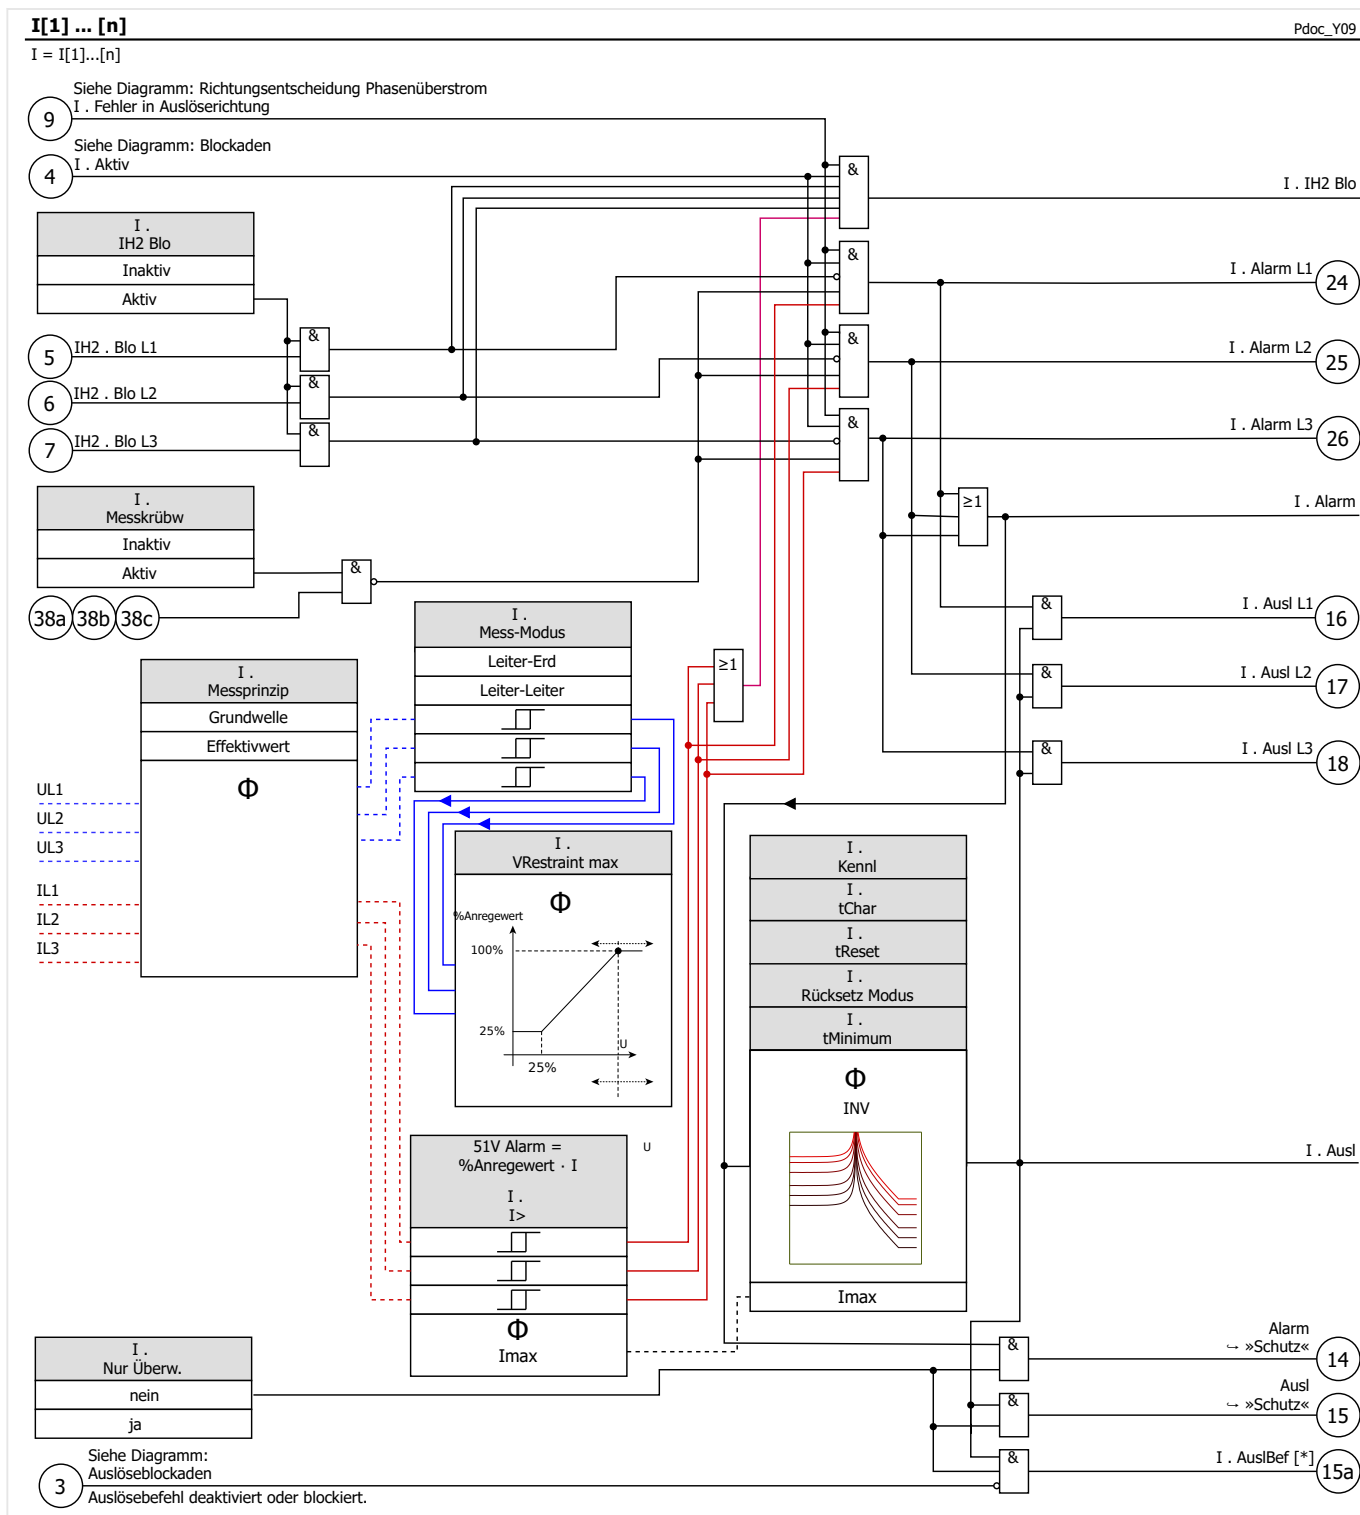 I[1] ... [n]
Pdoc_Y09
I = I[1]...[n]
Siehe Diagramm: Richtungsentscheidung Phasenüberstrom
9
I . Fehler in Auslöserichtung
Siehe Diagramm: Blockaden
4
I . Aktiv
&
I . IH2 Blo
I .
IH2 Blo
Inaktiv
Aktiv
&
I . Alarm L1
24
5
IH2 . Blo L1
&
&
I . Alarm L2
25
6
IH2 . Blo L2
&
7
IH2 . Blo L3
&
&
I . Alarm L3
26
I .
Messkrübw
Inaktiv
Aktiv
&
≥1
I . Alarm
38a
38b
38c
I .
Mess-Modus
Leiter-Erd
Leiter-Leiter
&
I . Ausl L1
16
≥1
&
I . Ausl L2
17
&
I . Ausl L3
18
I .
Messprinzip
Grundwelle
Effektivwert
Φ
UL1
UL2
UL3
IL1
IL2
IL3
I .
VRestraint max
Φ
%Anregewert
100%
25%
U
25%
I .
Kennl
I .
tChar
I .
tReset
I .
Rücksetz Modus
I .
tMinimum
Φ
INV
Imax
I . Ausl
51V Alarm =
%Anregewert · I
U
I .
I>
Φ
Imax
I .
Nur Überw.
nein
ja
&
Alarm
↪ »Schutz«
14
&
Ausl
↪ »Schutz«
15
&
I . AuslBef [*]
15a
Siehe Diagramm:
Auslöseblockaden
3
Auslösebefehl deaktiviert oder blockiert.